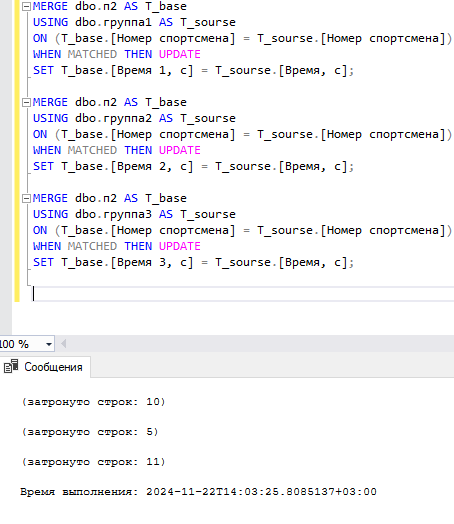 MERGE dbo.п2 AS T_base
USING dbo.группа1 AS T_sourse
ON (T_base.[Номер спортсмена] = T_sourse.[Номер спортсмена])
WHEN MATCHED THEN UPDATE
SET T_base.[Время 1, с] = T_sourse.[Время, с];
MERGE dbo.п2 AS T_base
USING dbo.группа2 AS T_sourse
ON (T_base.[Номер спортсмена] = T_sourse.[Номер спортсмена])
WHEN MATCHED THEN UPDATE
SET T_base.[Время 2, с] = T_sourse.[Время, с];
MERGE dbo.п2 AS T_base
USING dbo.группа3 AS T_sourse
ON (T_base.[Номер спортсмена] = T_sourse.[Номер спортсмена])
WHEN MATCHED THEN UPDATE
SET T_base.[Время 3, с] = T_sourse.[Время, с];
100 %
Сообщения
(затронуто строк: 10)
(затронуто строк: 5)
(затронуто строк: 11)
Время выполнения: 2024-11-22T14:03:25.8085137+03:00